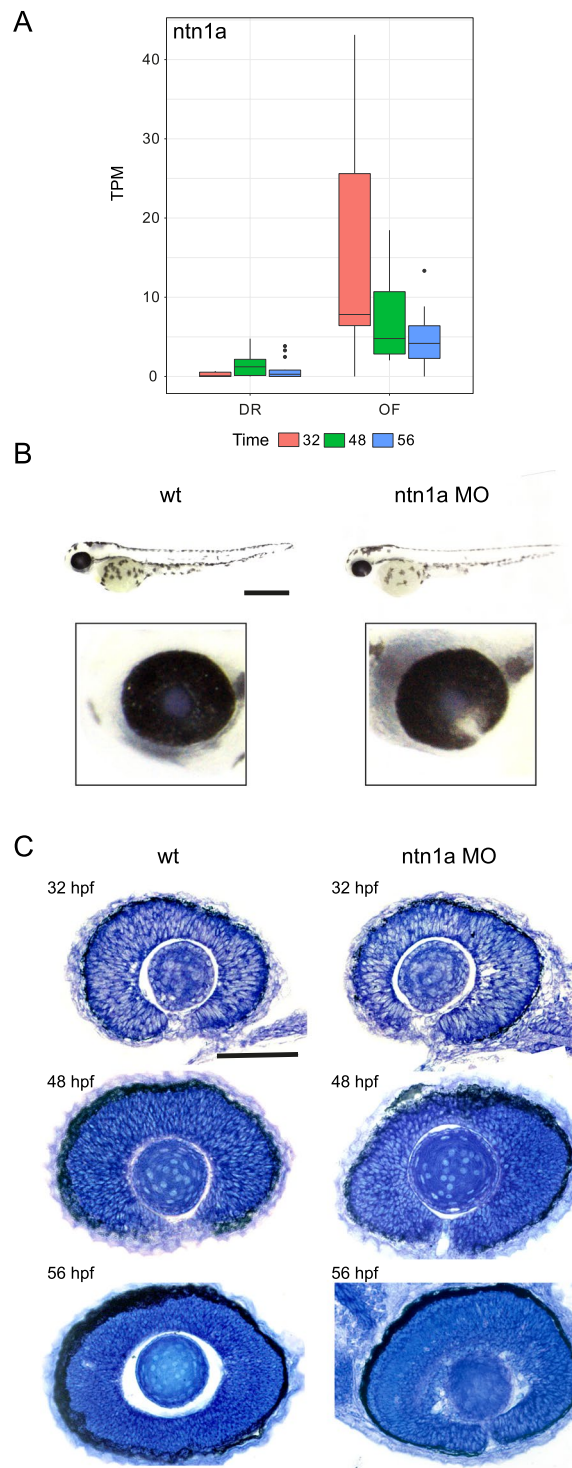 A
ntn1a
TPM
40
30
20
10
0
DR OF
Time 32 48 56
B
wt ntn1a MO
C
wt ntn1a MO
32 hpf 32 hpf
48 hpf 48 hpf
56 hpf 56 hpf